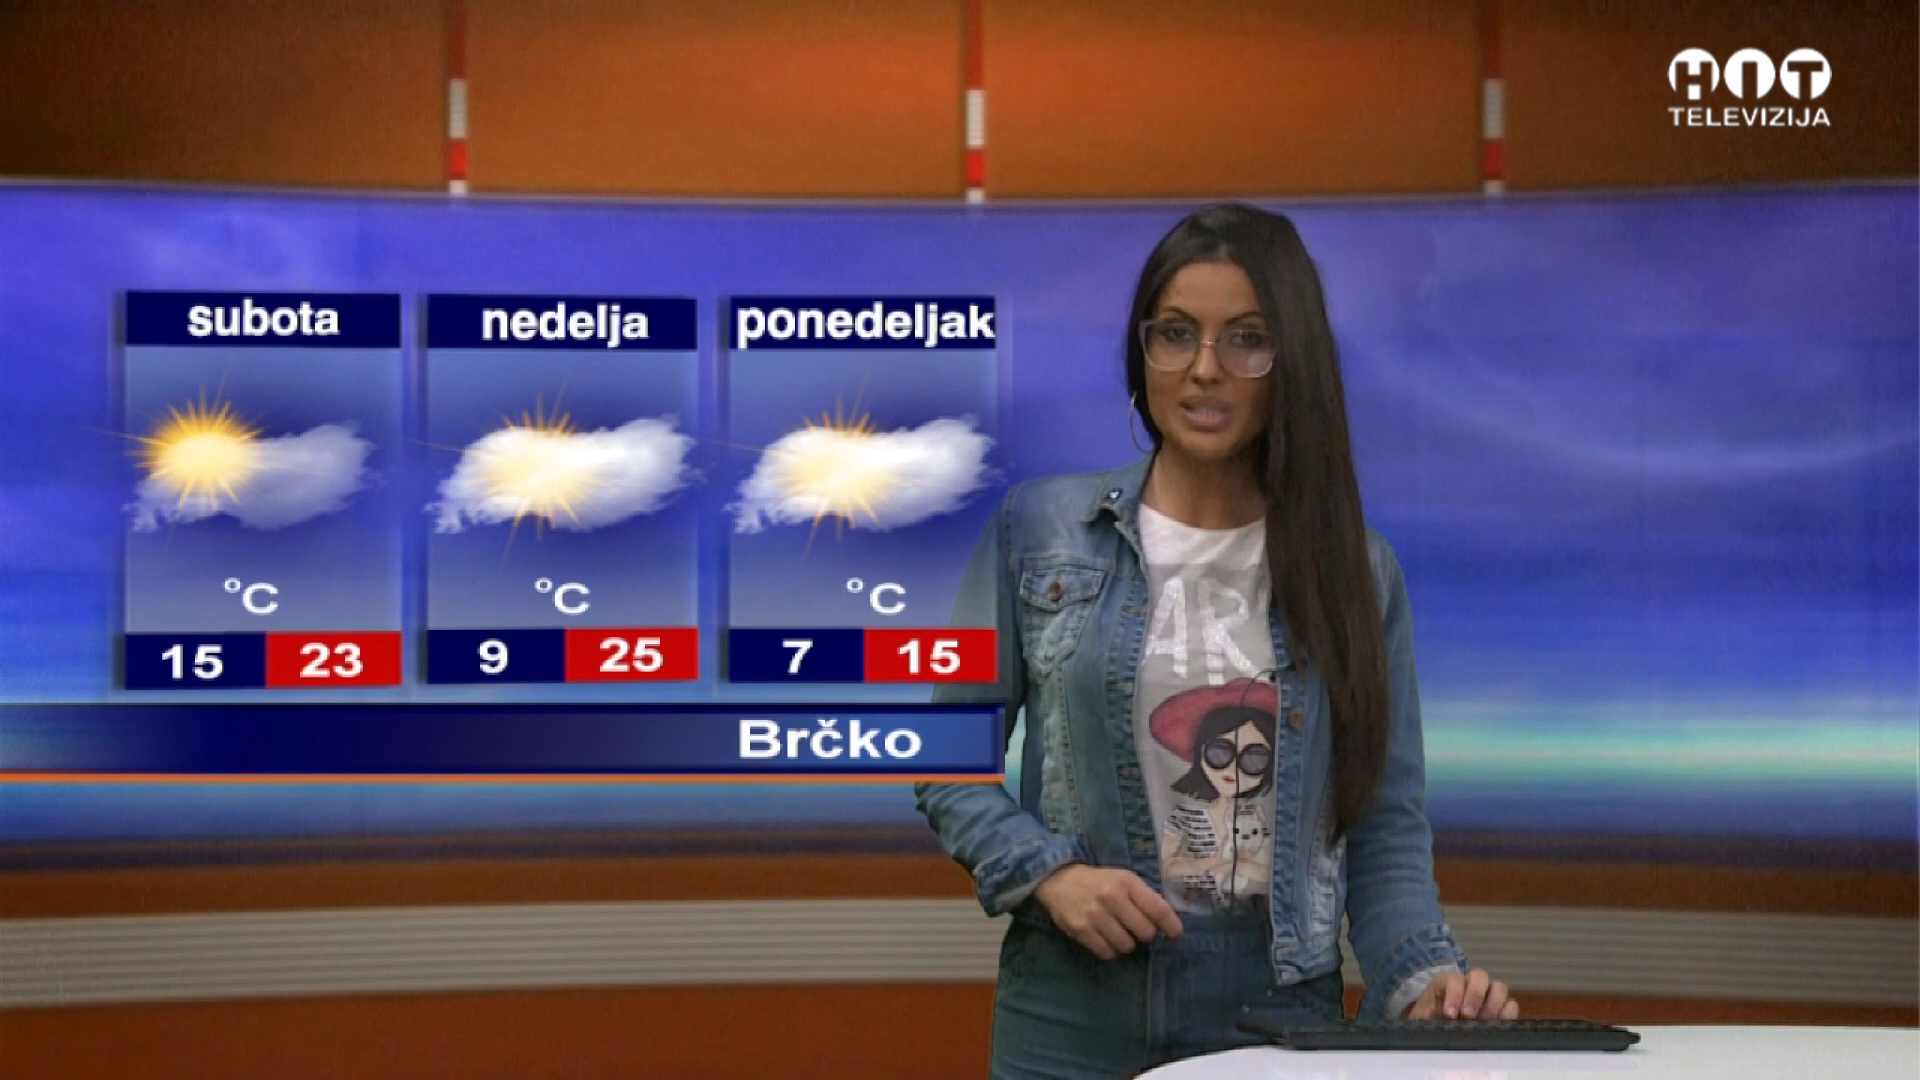 HIT
TELEVIZIJA
subota
nedelja
ponedeljak
°C
°C
°C
15 23
9 25
7 15
Brčko